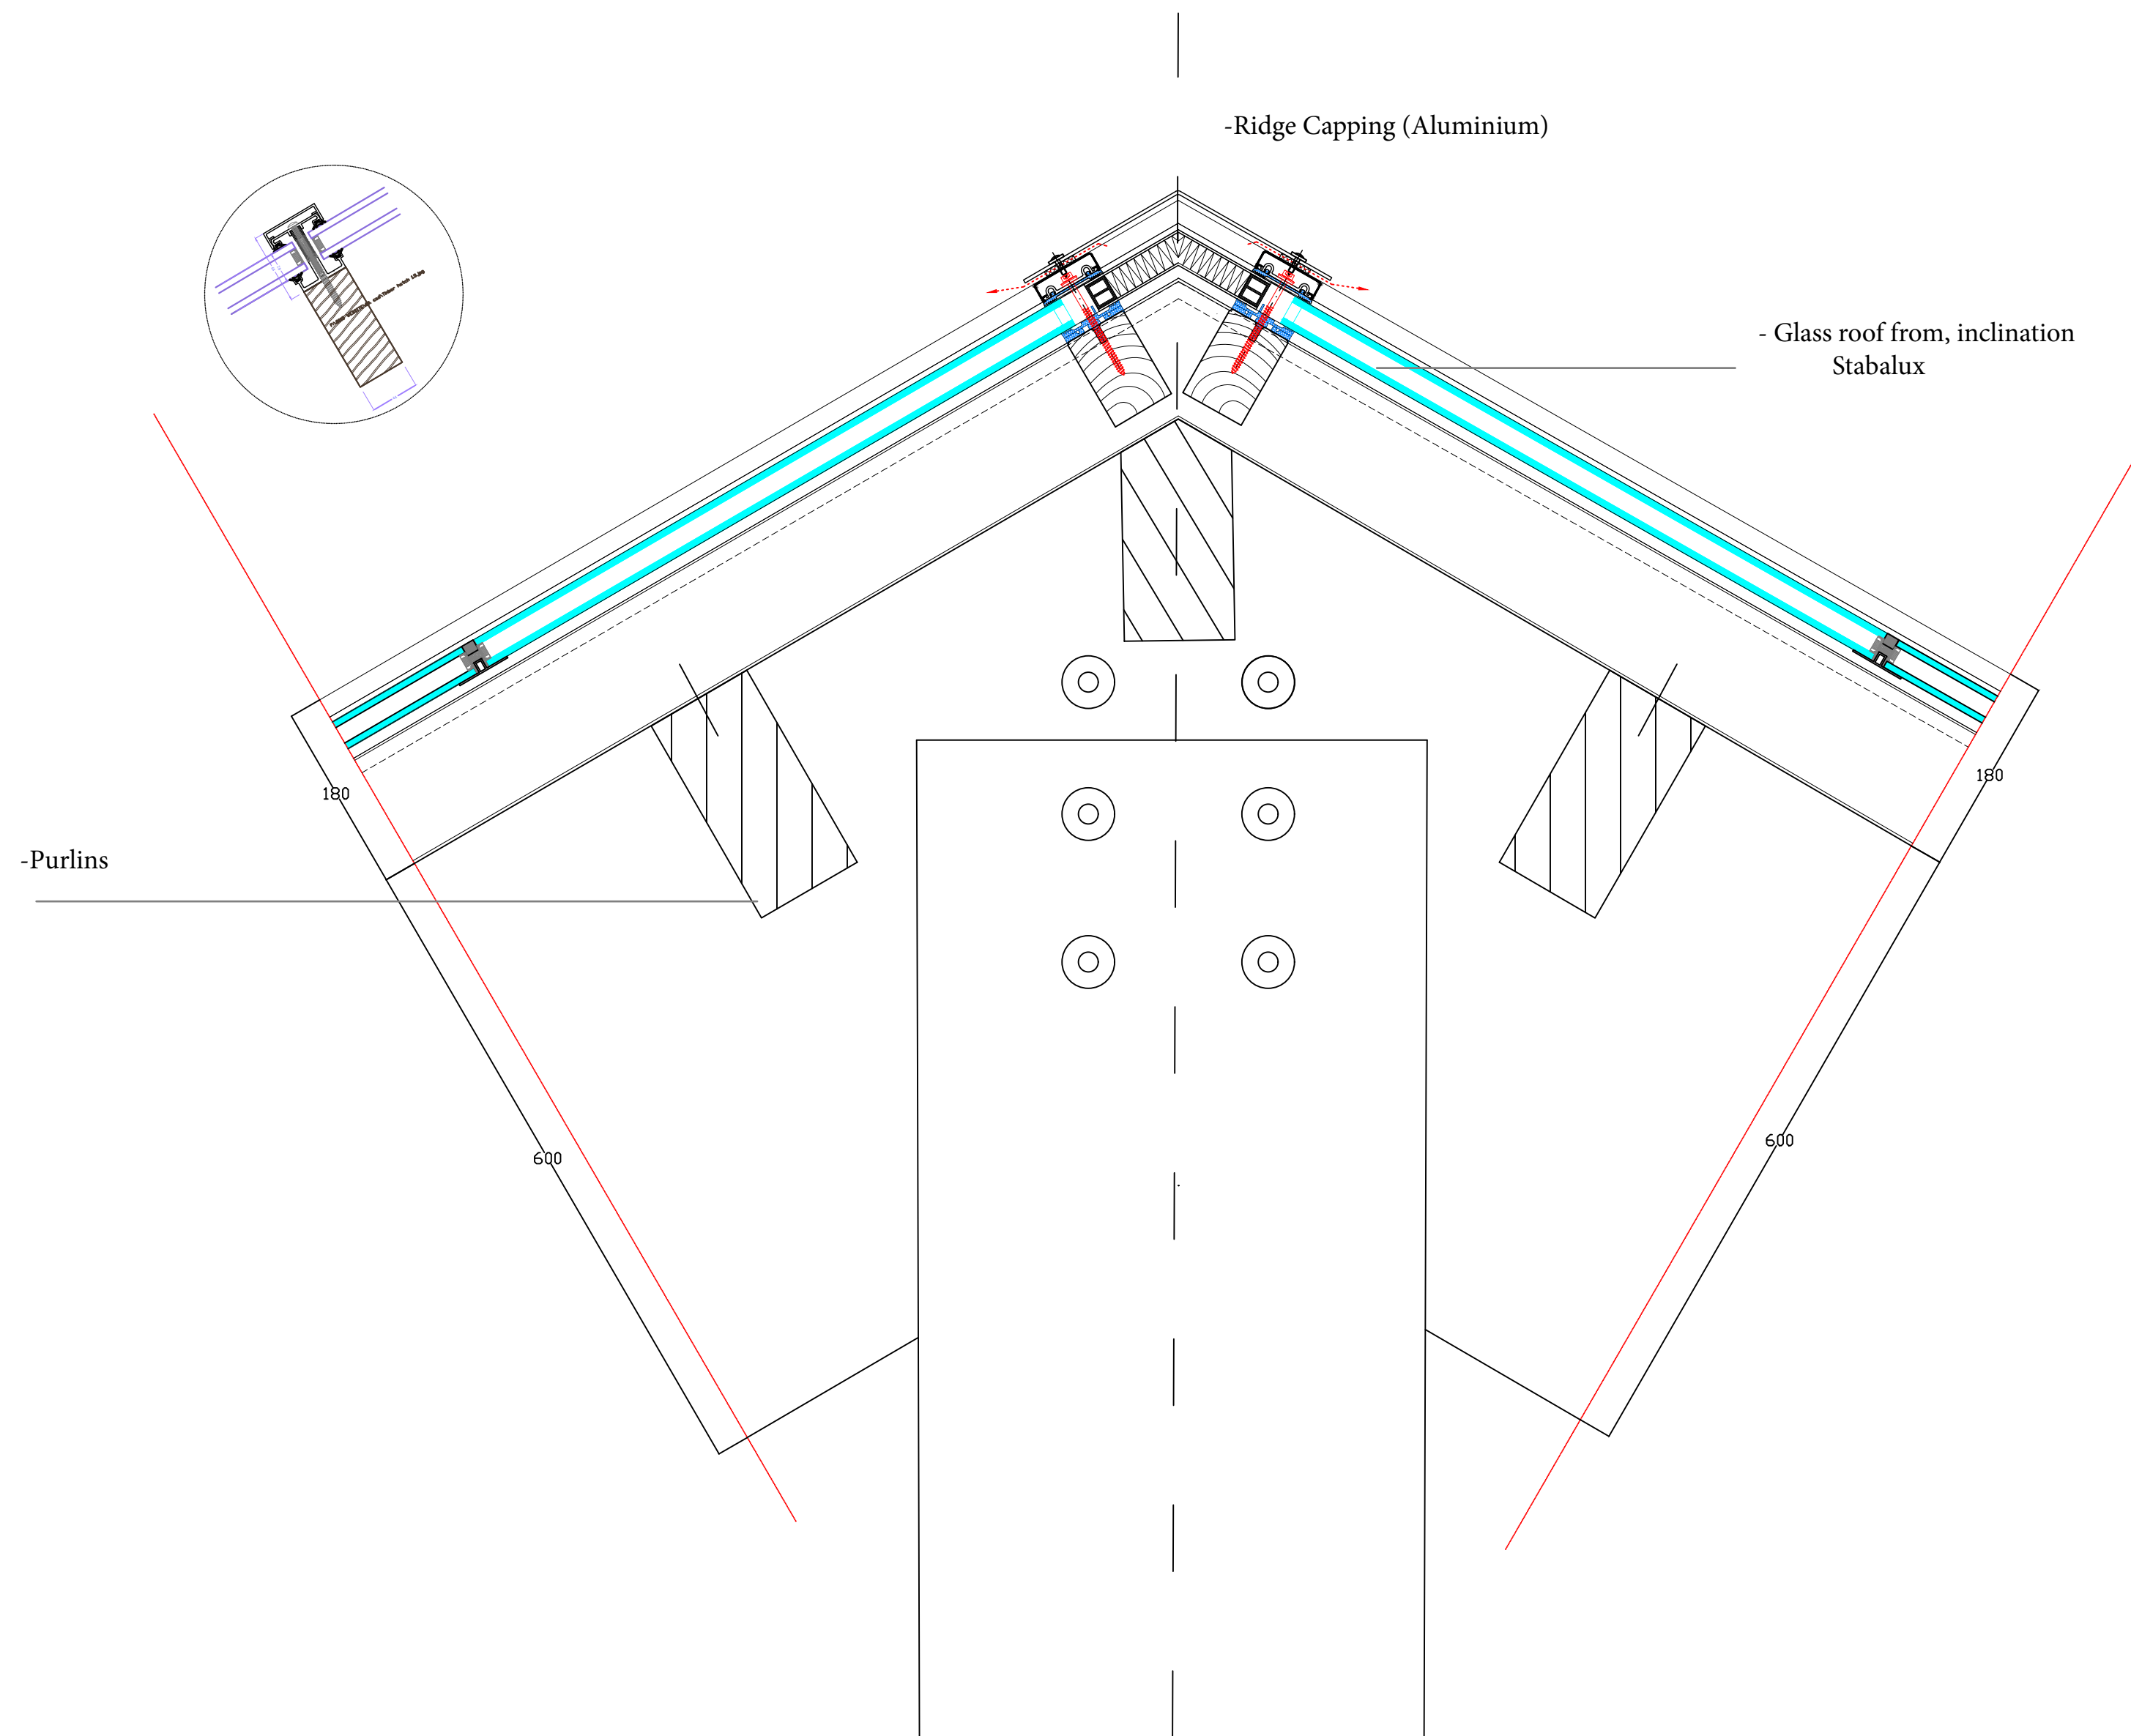 -Ridge Capping (Aluminium)
- Glass roof from, inclination
Stabalux
180
180
-Purlins
600
600